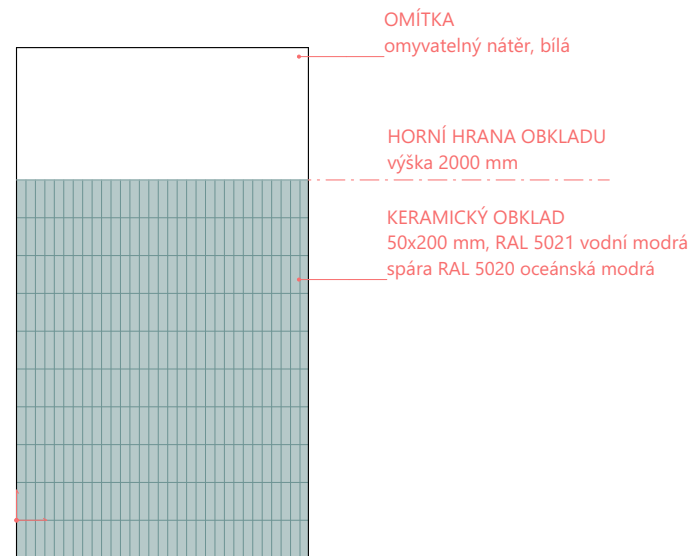 OMÍTKA
omyvatelný nátěr, bílá
HORNÍ HRANA OBKLADU
výška 2000 mm
KERAMICKÝ OBKLAD
50x200 mm, RAL 5021 vodní modrá
spára RAL 5020 oceánská modrá